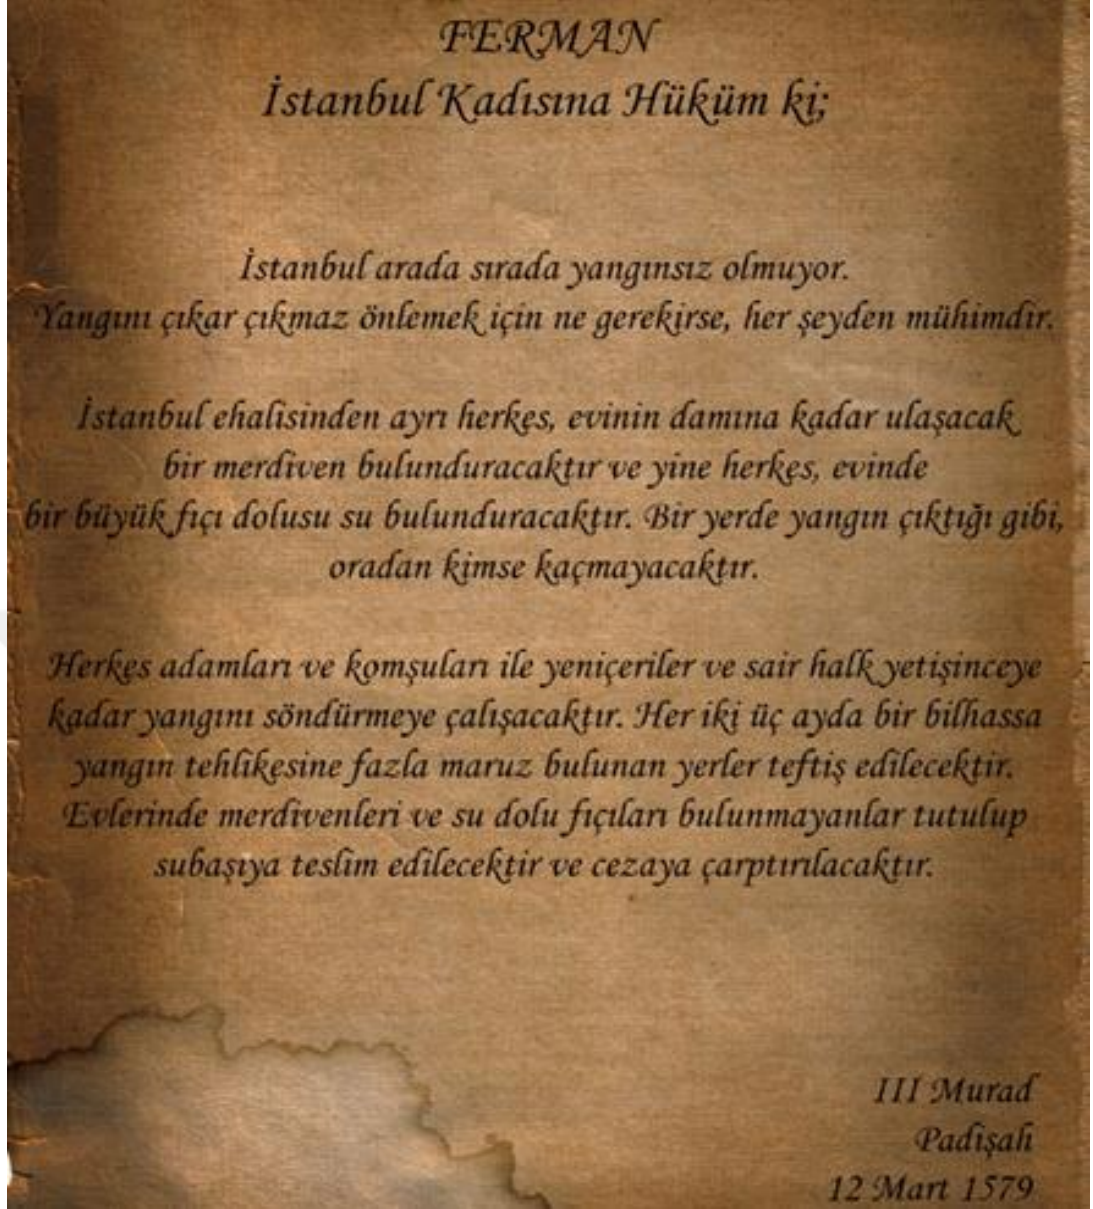 FERMAN
İstanbul Kadısına Hüküm ki;
İstanbul arada sırada yangınsız olmuyor.
Yangını çıkar çıkmaz önlemek için ne gerekirse, her şeyden mühimdir.
İstanbul ehalisinden ayrı herkes, evinin damına kadar ulaşacak
bir merdiven bulunduracaktır ve yine herkes, evinde
bir büyük fıçı dolusu su bulunduracaktır. Bir yerde yangın çıktığı gibi,
oradan kimse kaçmayacaktır.
Herkes adamları ve komşuları ile yeniçeriler ve sair halk yetişinceye
kadar yangını söndürmeye çalışacaktır. Her iki üç ayda bir bilhassa
yangın tehlikesine fazla maruz bulunan yerler teftiş edilecektir.
Evlerinde merdivenleri ve su dolu fıçıları bulunmayanlar tutulup
subaşıya teslim edilecektir ve cezaya çarptırılacaktır.
III Murad
Padişah
12 Mart 1579